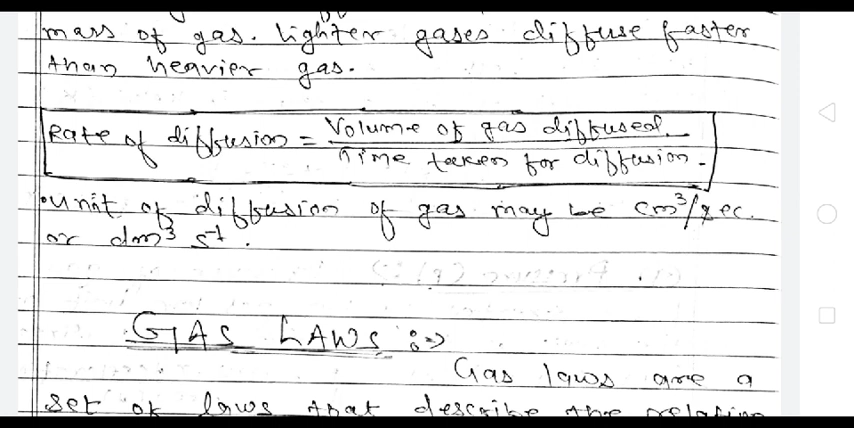 mass of gas. Lighter gases diffuse faster
than heavier gas.
Rate of diffusion = Volume of gas diffused.
Time taken for diffusion.
• Unit of diffusion of gas may be cm³/sec.
or dm³ s⁻¹.
GAS LAWS :→
Gas laws are a
set of laws that describe the relation